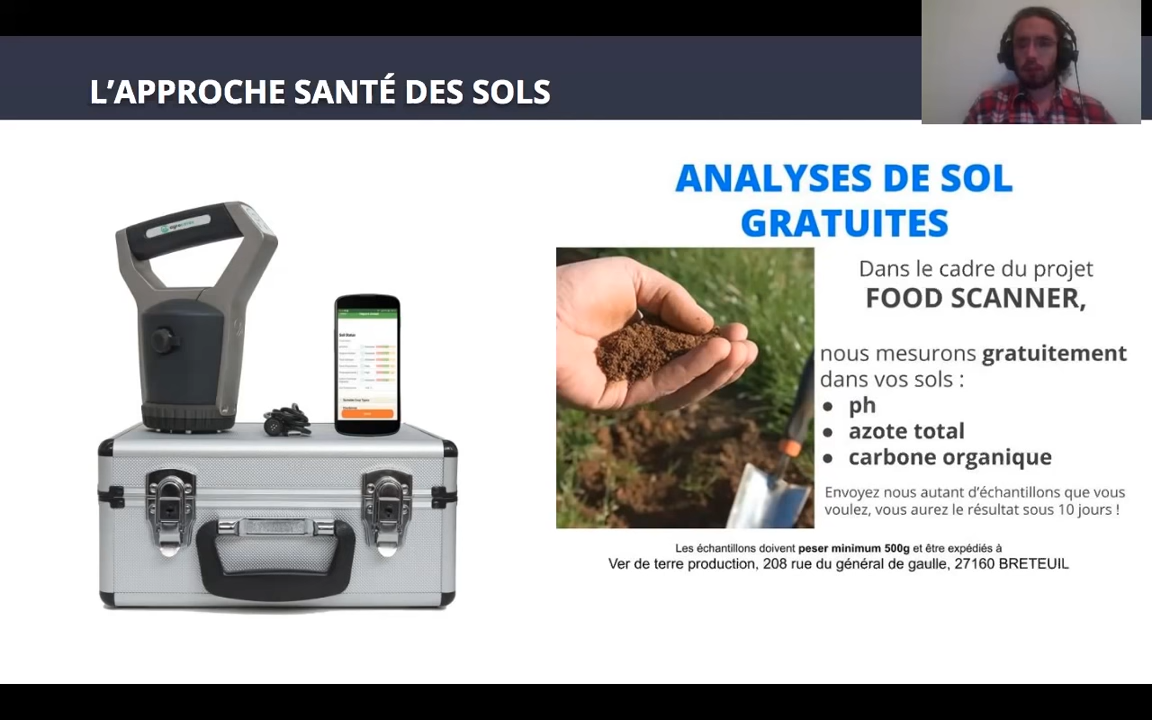 L'APPROCHE SANTÉ DES SOLS
ANALYSES DE SOL
GRATUITES
Dans le cadre du projet
FOOD SCANNER,
nous mesurons gratuitement
dans vos sols :
● ph
● azote total
● carbone organique
Envoyez nous autant d'échantillons que vous
voulez, vous aurez le résultat sous 10 jours !
Les échantillons doivent peser minimum 500g et être expédiés à
Ver de terre production, 208 rue du général de gaulle, 27160 BRETEUIL